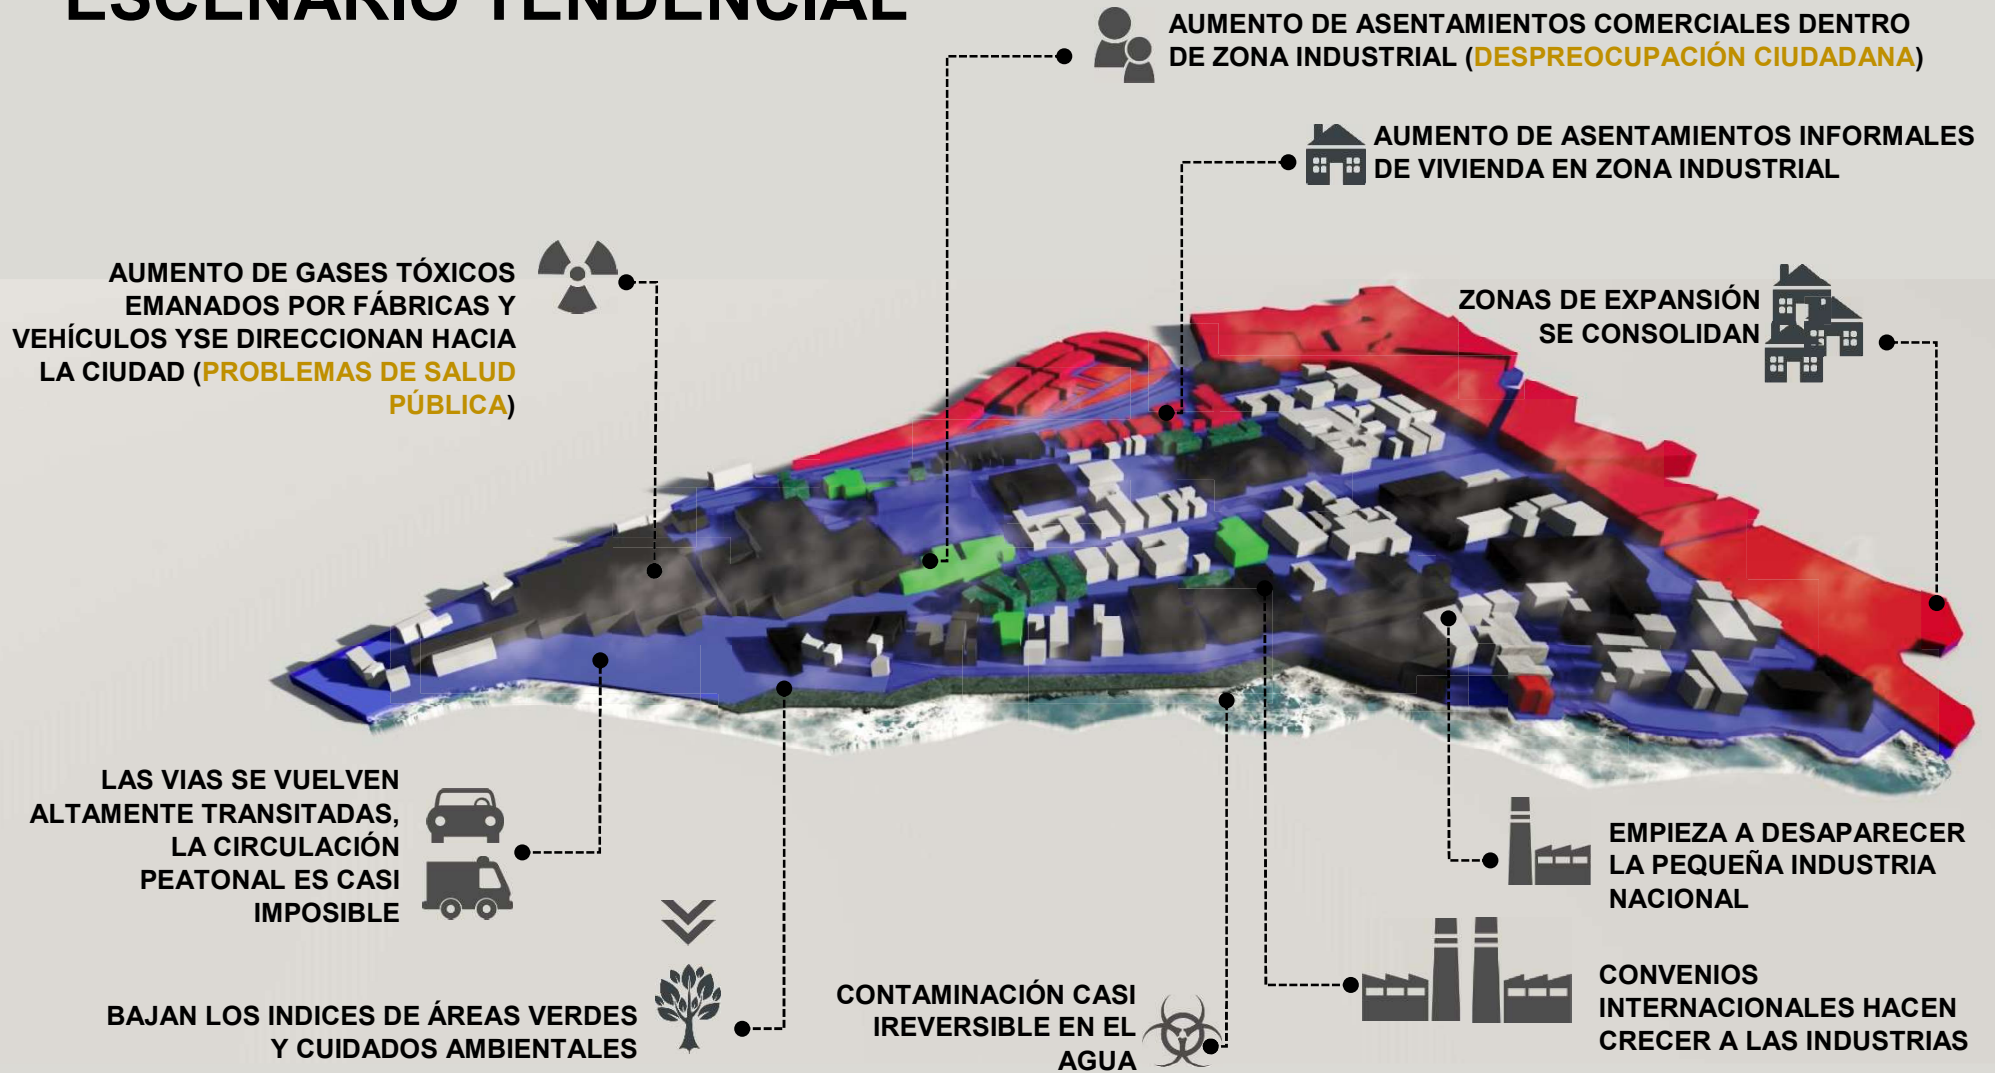 ESCENARIO TENDENCIAL
AUMENTO DE ASENTAMIENTOS COMERCIALES DENTRO
DE ZONA INDUSTRIAL (DESPREOCUPACIÓN CIUDADANA)
AUMENTO DE ASENTAMIENTOS INFORMALES
DE VIVIENDA EN ZONA INDUSTRIAL
AUMENTO DE GASES TÓXICOS
EMANADOS POR FÁBRICAS Y
VEHÍCULOS YSE DIRECCIONAN HACIA
LA CIUDAD (PROBLEMAS DE SALUD
PÚBLICA)
ZONAS DE EXPANSIÓN
SE CONSOLIDAN
LAS VIAS SE VUELVEN
ALTAMENTE TRANSITADAS,
LA CIRCULACIÓN
PEATONAL ES CASI
IMPOSIBLE
EMPIEZA A DESAPARECER
LA PEQUEÑA INDUSTRIA
NACIONAL
BAJAN LOS INDICES DE ÁREAS VERDES
Y CUIDADOS AMBIENTALES
CONTAMINACIÓN CASI
IREVERSIBLE EN EL
AGUA
CONVENIOS
INTERNACIONALES HACEN
CRECER A LAS INDUSTRIAS